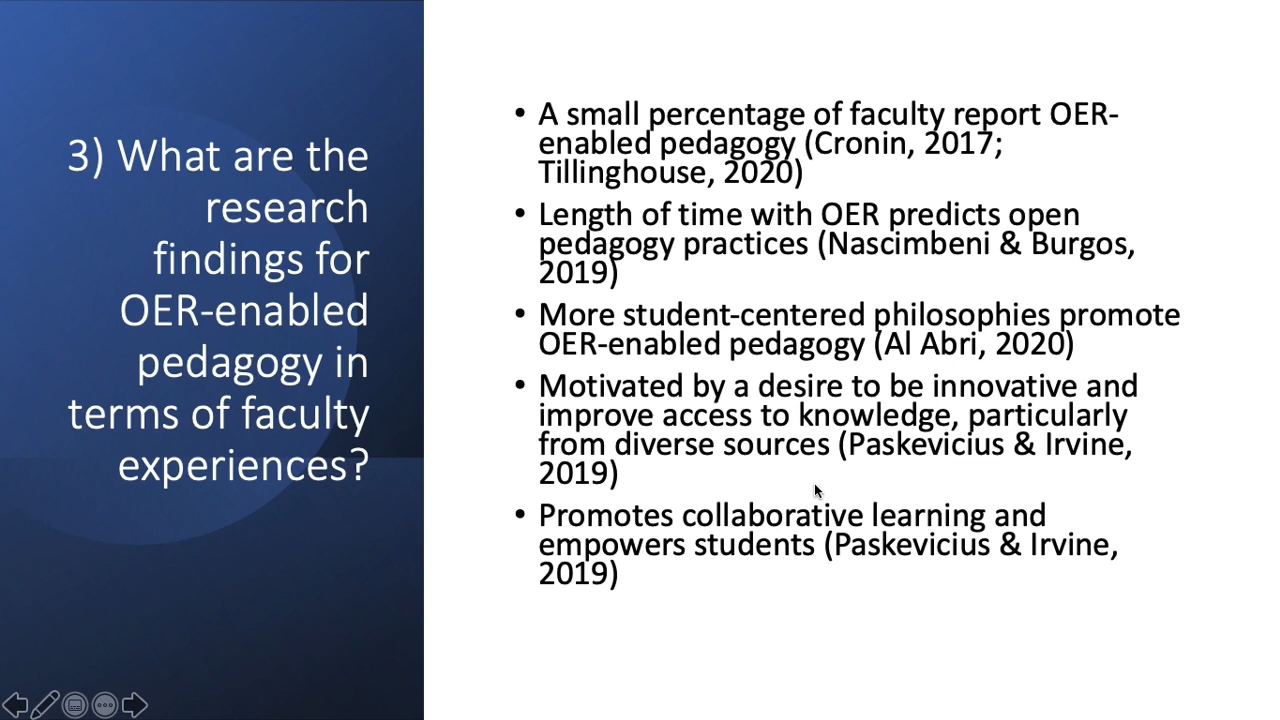 3) What are the
research
findings for
OER-enabled
pedagogy in
terms of faculty
experiences?
• A small percentage of faculty report OER-
enabled pedagogy (Cronin, 2017;
Tillinghouse, 2020)
• Length of time with OER predicts open
pedagogy practices (Nascimbeni & Burgos,
2019)
• More student-centered philosophies promote
OER-enabled pedagogy (Al Abri, 2020)
• Motivated by a desire to be innovative and
improve access to knowledge, particularly
from diverse sources (Paskevicius & Irvine,
2019)
• Promotes collaborative learning and
empowers students (Paskevicius & Irvine,
2019)